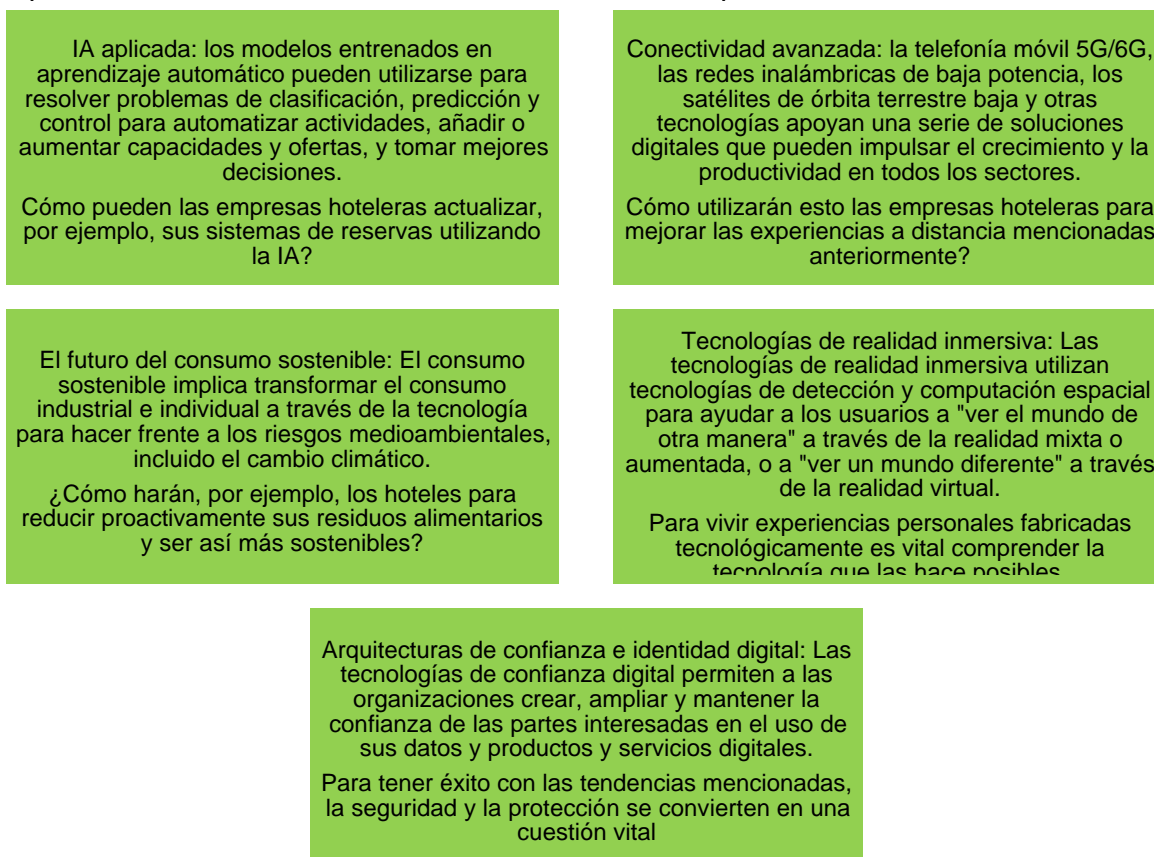 IA aplicada: los modelos entrenados en
aprendizaje automático pueden utilizarse para
resolver problemas de clasificación, predicción y
control para automatizar actividades, añadir o
aumentar capacidades y ofertas, y tomar mejores
decisiones.
Cómo pueden las empresas hoteleras actualizar,
por ejemplo, sus sistemas de reservas utilizando
la IA?
Conectividad avanzada: la telefonía móvil 5G/6G,
las redes inalámbricas de baja potencia, los
satélites de órbita terrestre baja y otras
tecnologías apoyan una serie de soluciones
digitales que pueden impulsar el crecimiento y la
productividad en todos los sectores.
Cómo utilizarán esto las empresas hoteleras para
mejorar las experiencias a distancia mencionadas
anteriormente?
El futuro del consumo sostenible: El consumo
sostenible implica transformar el consumo
industrial e individual a través de la tecnología
para hacer frente a los riesgos medioambientales,
incluido el cambio climático.
¿Cómo harán, por ejemplo, los hoteles para
reducir proactivamente sus residuos alimentarios
y ser así más sostenibles?
Tecnologías de realidad inmersiva: Las
tecnologías de realidad inmersiva utilizan
tecnologías de detección y computación espacial
para ayudar a los usuarios a "ver el mundo de
otra manera" a través de la realidad mixta o
aumentada, o a "ver un mundo diferente" a través
de la realidad virtual.
Para vivir experiencias personales fabricadas
tecnológicamente es vital comprender la
tecnología que las hace posibles
Arquitecturas de confianza e identidad digital: Las
tecnologías de confianza digital permiten a las
organizaciones crear, ampliar y mantener la
confianza de las partes interesadas en el uso de
sus datos y productos y servicios digitales.
Para tener éxito con las tendencias mencionadas,
la seguridad y la protección se convierten en una
cuestión vital